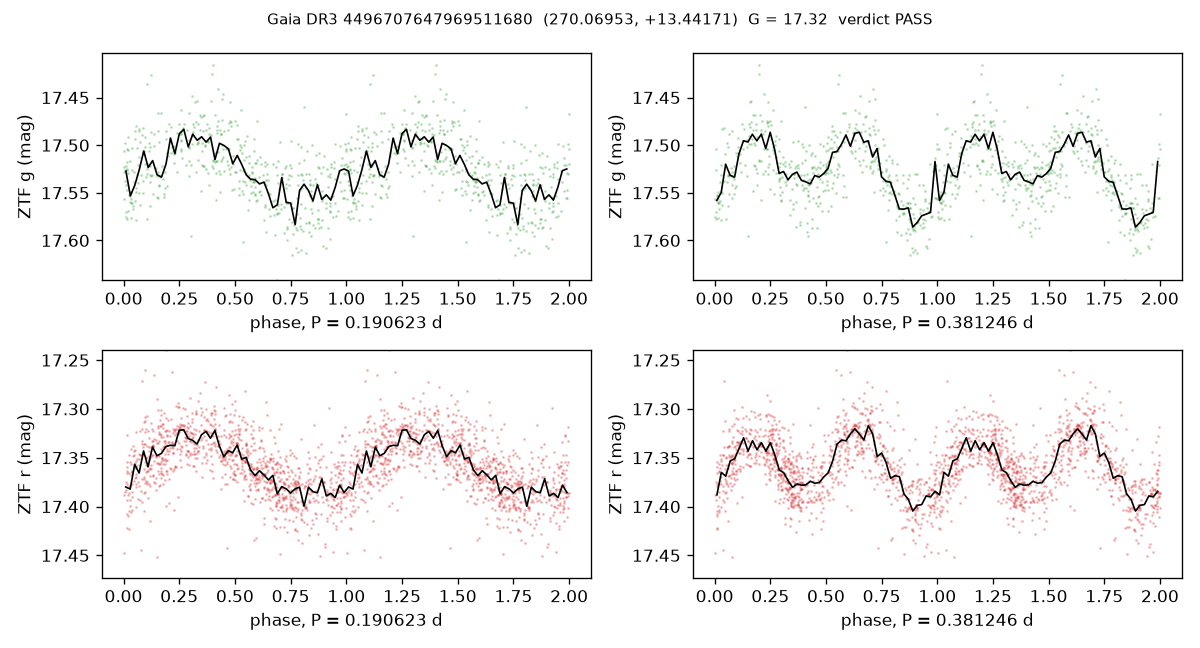 Gaia DR3 4496707647969511680 (270.06953, +13.44171) G = 17.32 verdict PASS
ZTF g (mag)
17.45
17.50
17.55
17.60
0.00 0.25 0.50 0.75 1.00 1.25 1.50 1.75 2.00
phase, P = 0.190623 d
ZTF g (mag)
17.45
17.50
17.55
17.60
0.00 0.25 0.50 0.75 1.00 1.25 1.50 1.75 2.00
phase, P = 0.381246 d
ZTF r (mag)
17.25
17.30
17.35
17.40
17.45
0.00 0.25 0.50 0.75 1.00 1.25 1.50 1.75 2.00
phase, P = 0.190623 d
ZTF r (mag)
17.25
17.30
17.35
17.40
17.45
0.00 0.25 0.50 0.75 1.00 1.25 1.50 1.75 2.00
phase, P = 0.381246 d